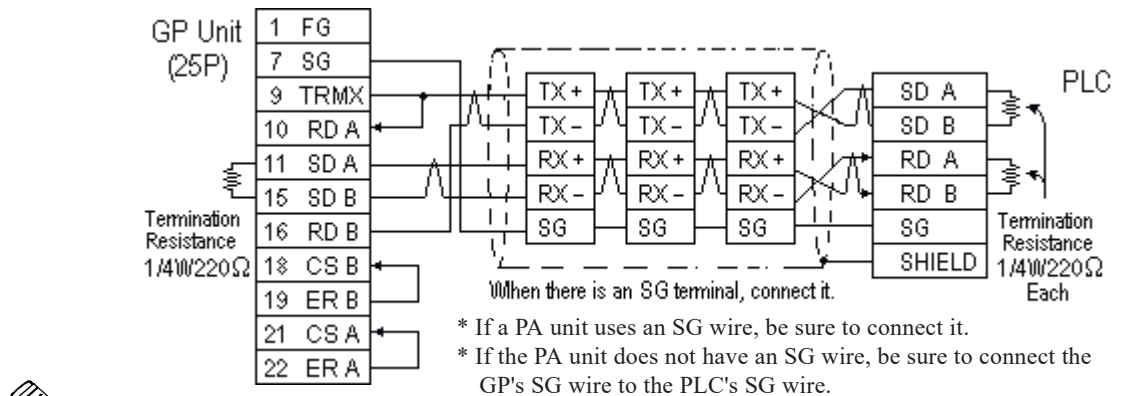 GP Unit
(25P)
1 FG
7 SG
9 TRMX
10 RD A
11 SD A
15 SD B
16 RD B
18 CS B
19 ER B
21 CS A
22 ER A
Termination
Resistance
1/4W220Ω
TX+ TX+ TX+
TX- TX- TX-
RX+ RX+ RX+
RX- RX- RX-
SG SG SG
PLC
SD A
SD B
RD A
RD B
SG
SHIELD
Termination
Resistance
1/4W220Ω
Each
When there is an SG terminal, connect it.
* If a PA unit uses an SG wire, be sure to connect it.
* If the PA unit does not have an SG wire, be sure to connect the
GP's SG wire to the PLC's SG wire.